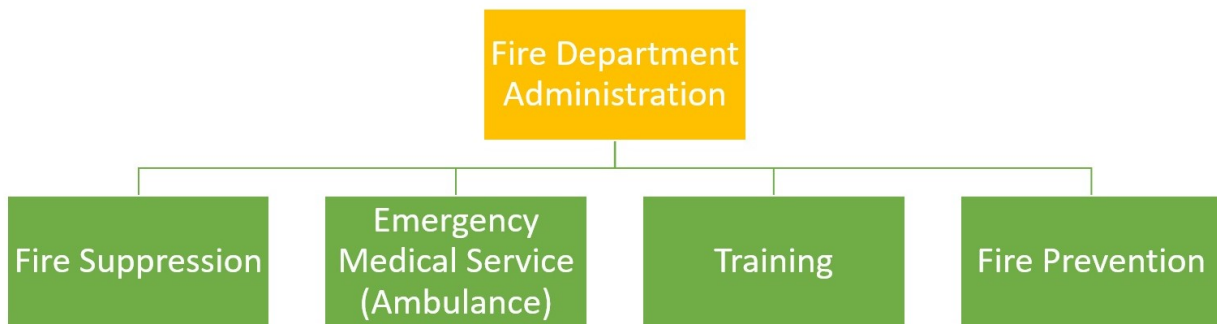 Fire Department
Administration
Fire Suppression
Emergency
Medical Service
(Ambulance)
Training
Fire Prevention